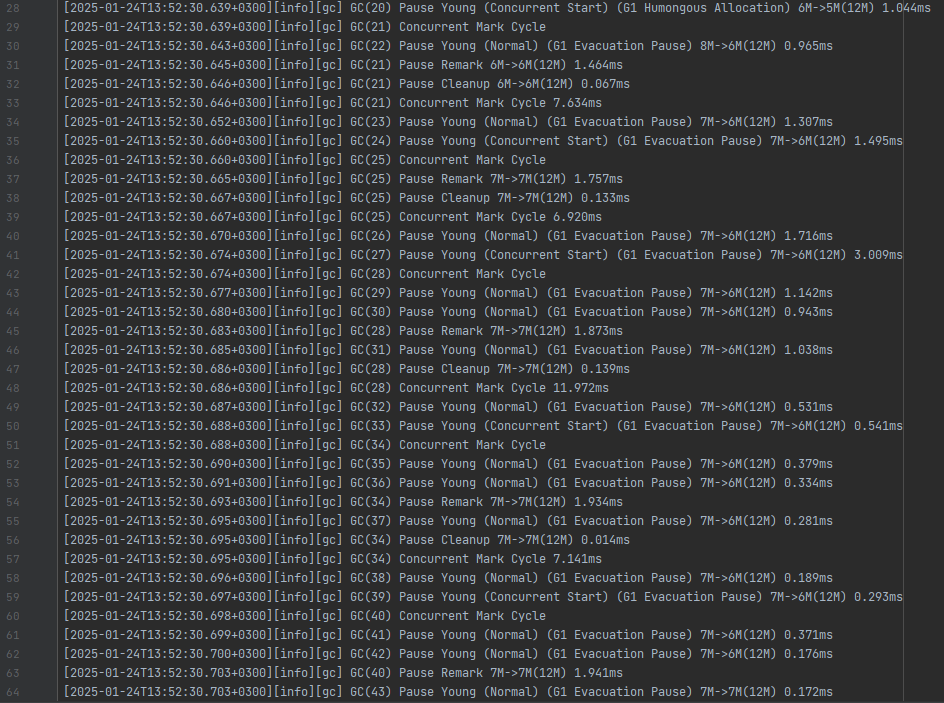 28 [2025-01-24T13:52:30.639+0300][info][gc] GC(20) Pause Young (Concurrent Start) (G1 Humongous Allocation) 6M->5M(12M) 1.044ms
29 [2025-01-24T13:52:30.639+0300][info][gc] GC(21) Concurrent Mark Cycle
30 [2025-01-24T13:52:30.643+0300][info][gc] GC(22) Pause Young (Normal) (G1 Evacuation Pause) 8M->6M(12M) 0.965ms
31 [2025-01-24T13:52:30.645+0300][info][gc] GC(21) Pause Remark 6M->6M(12M) 1.464ms
32 [2025-01-24T13:52:30.646+0300][info][gc] GC(21) Pause Cleanup 6M->6M(12M) 0.067ms
33 [2025-01-24T13:52:30.646+0300][info][gc] GC(21) Concurrent Mark Cycle 7.634ms
34 [2025-01-24T13:52:30.652+0300][info][gc] GC(23) Pause Young (Normal) (G1 Evacuation Pause) 7M->6M(12M) 1.307ms
35 [2025-01-24T13:52:30.660+0300][info][gc] GC(24) Pause Young (Concurrent Start) (G1 Evacuation Pause) 7M->6M(12M) 1.495ms
36 [2025-01-24T13:52:30.660+0300][info][gc] GC(25) Concurrent Mark Cycle
37 [2025-01-24T13:52:30.665+0300][info][gc] GC(25) Pause Remark 7M->7M(12M) 1.757ms
38 [2025-01-24T13:52:30.667+0300][info][gc] GC(25) Pause Cleanup 7M->7M(12M) 0.133ms
39 [2025-01-24T13:52:30.667+0300][info][gc] GC(25) Concurrent Mark Cycle 6.920ms
40 [2025-01-24T13:52:30.670+0300][info][gc] GC(26) Pause Young (Normal) (G1 Evacuation Pause) 7M->6M(12M) 1.716ms
41 [2025-01-24T13:52:30.674+0300][info][gc] GC(27) Pause Young (Concurrent Start) (G1 Evacuation Pause) 7M->6M(12M) 3.009ms
42 [2025-01-24T13:52:30.674+0300][info][gc] GC(28) Concurrent Mark Cycle
43 [2025-01-24T13:52:30.677+0300][info][gc] GC(29) Pause Young (Normal) (G1 Evacuation Pause) 7M->6M(12M) 1.142ms
44 [2025-01-24T13:52:30.680+0300][info][gc] GC(30) Pause Young (Normal) (G1 Evacuation Pause) 7M->6M(12M) 0.943ms
45 [2025-01-24T13:52:30.683+0300][info][gc] GC(28) Pause Remark 7M->7M(12M) 1.873ms
46 [2025-01-24T13:52:30.685+0300][info][gc] GC(31) Pause Young (Normal) (G1 Evacuation Pause) 7M->6M(12M) 1.038ms
47 [2025-01-24T13:52:30.686+0300][info][gc] GC(28) Pause Cleanup 7M->7M(12M) 0.139ms
48 [2025-01-24T13:52:30.686+0300][info][gc] GC(28) Concurrent Mark Cycle 11.972ms
49 [2025-01-24T13:52:30.687+0300][info][gc] GC(32) Pause Young (Normal) (G1 Evacuation Pause) 7M->6M(12M) 0.531ms
50 [2025-01-24T13:52:30.688+0300][info][gc] GC(33) Pause Young (Concurrent Start) (G1 Evacuation Pause) 7M->6M(12M) 0.541ms
51 [2025-01-24T13:52:30.688+0300][info][gc] GC(34) Concurrent Mark Cycle
52 [2025-01-24T13:52:30.690+0300][info][gc] GC(35) Pause Young (Normal) (G1 Evacuation Pause) 7M->6M(12M) 0.379ms
53 [2025-01-24T13:52:30.691+0300][info][gc] GC(36) Pause Young (Normal) (G1 Evacuation Pause) 7M->6M(12M) 0.334ms
54 [2025-01-24T13:52:30.693+0300][info][gc] GC(34) Pause Remark 7M->7M(12M) 1.934ms
55 [2025-01-24T13:52:30.695+0300][info][gc] GC(37) Pause Young (Normal) (G1 Evacuation Pause) 7M->6M(12M) 0.281ms
56 [2025-01-24T13:52:30.695+0300][info][gc] GC(34) Pause Cleanup 7M->7M(12M) 0.014ms
57 [2025-01-24T13:52:30.695+0300][info][gc] GC(34) Concurrent Mark Cycle 7.141ms
58 [2025-01-24T13:52:30.696+0300][info][gc] GC(38) Pause Young (Normal) (G1 Evacuation Pause) 7M->6M(12M) 0.189ms
59 [2025-01-24T13:52:30.697+0300][info][gc] GC(39) Pause Young (Concurrent Start) (G1 Evacuation Pause) 7M->6M(12M) 0.293ms
60 [2025-01-24T13:52:30.698+0300][info][gc] GC(40) Concurrent Mark Cycle
61 [2025-01-24T13:52:30.699+0300][info][gc] GC(41) Pause Young (Normal) (G1 Evacuation Pause) 7M->6M(12M) 0.371ms
62 [2025-01-24T13:52:30.700+0300][info][gc] GC(42) Pause Young (Normal) (G1 Evacuation Pause) 7M->6M(12M) 0.176ms
63 [2025-01-24T13:52:30.703+0300][info][gc] GC(40) Pause Remark 7M->7M(12M) 1.941ms
64 [2025-01-24T13:52:30.703+0300][info][gc] GC(43) Pause Young (Normal) (G1 Evacuation Pause) 7M->7M(12M) 0.172ms